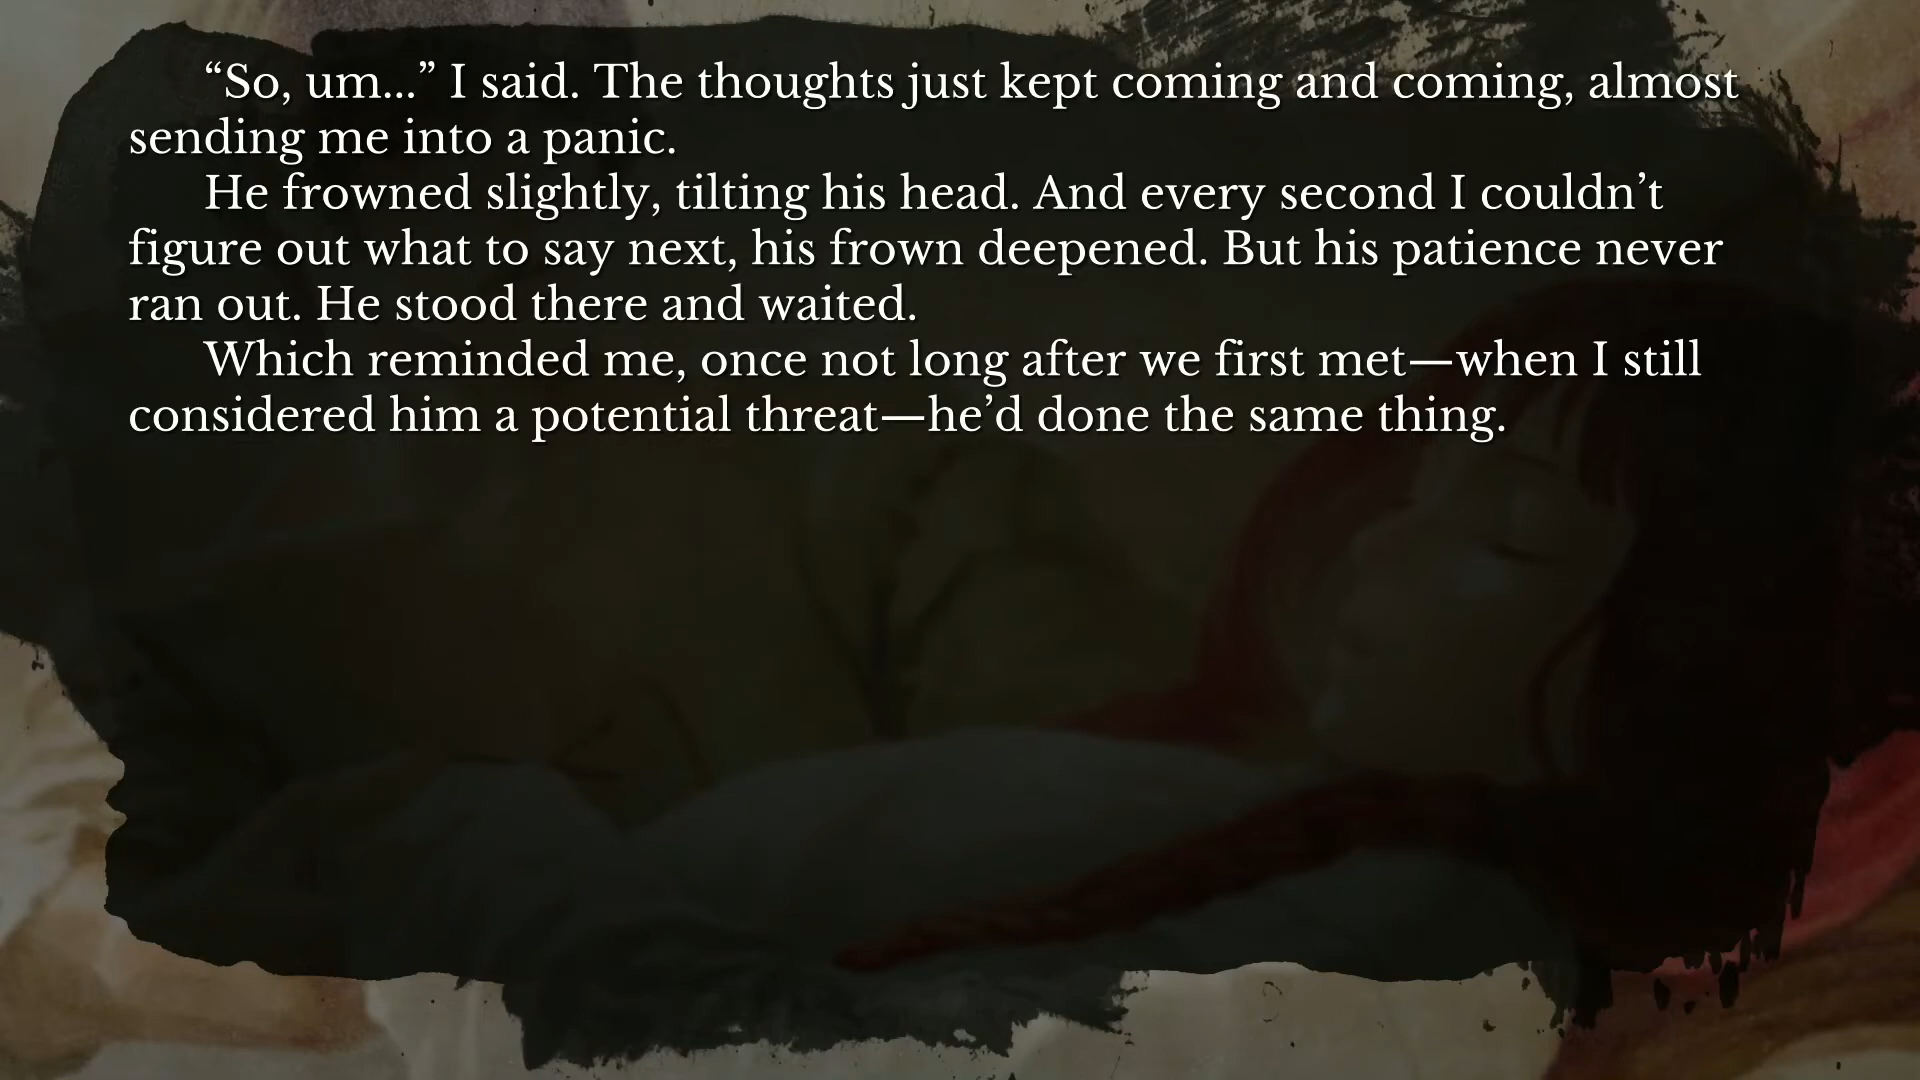 “So, um...” I said. The thoughts just kept coming and coming, almost
sending me into a panic.
He frowned slightly, tilting his head. And every second I couldn’t
figure out what to say next, his frown deepened. But his patience never
ran out. He stood there and waited.
Which reminded me, once not long after we first met—when I still
considered him a potential threat—he’d done the same thing.